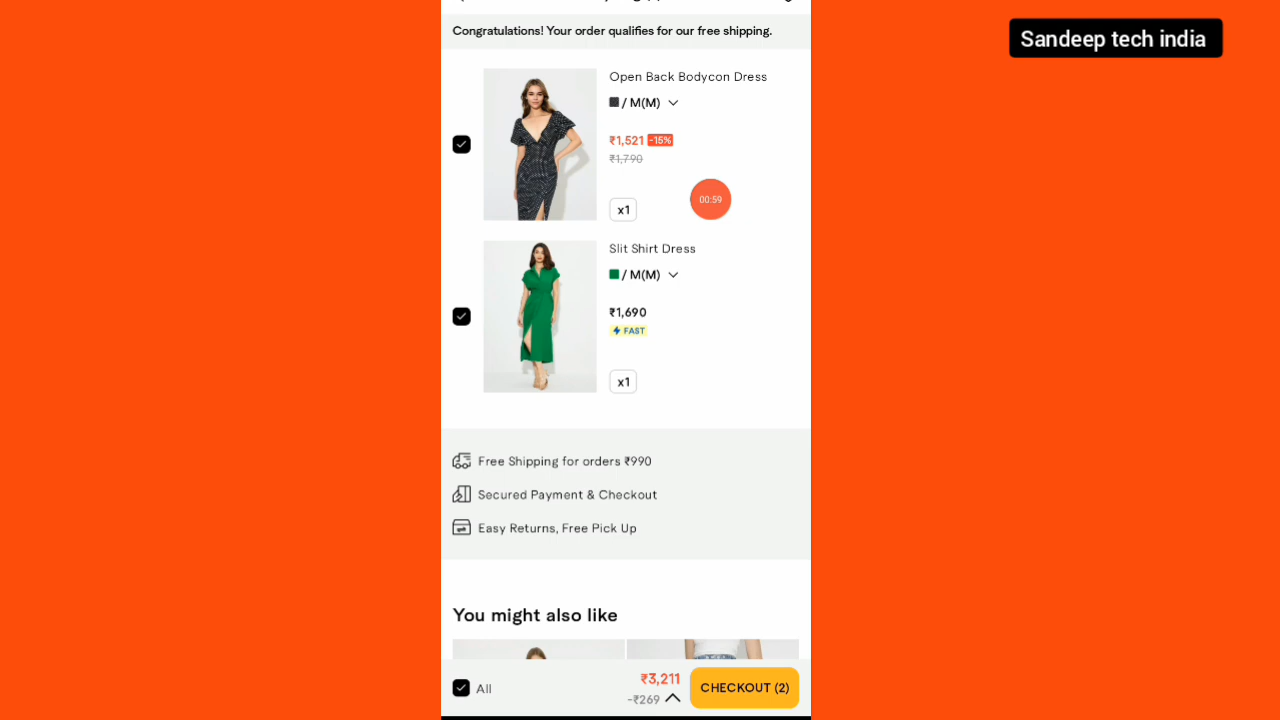 Sandeep tech india
Congratulations! Your order qualifies for our free shipping.
Open Back Bodycon Dress
/ M(M)
₹1,521 -15%
₹1,790
x1
00:59
Slit Shirt Dress
/ M(M)
₹1,690
FAST
x1
Free Shipping for orders ₹990
Secured Payment & Checkout
Easy Returns, Free Pick Up
You might also like
All
₹3,211
-₹269
CHECKOUT (2)